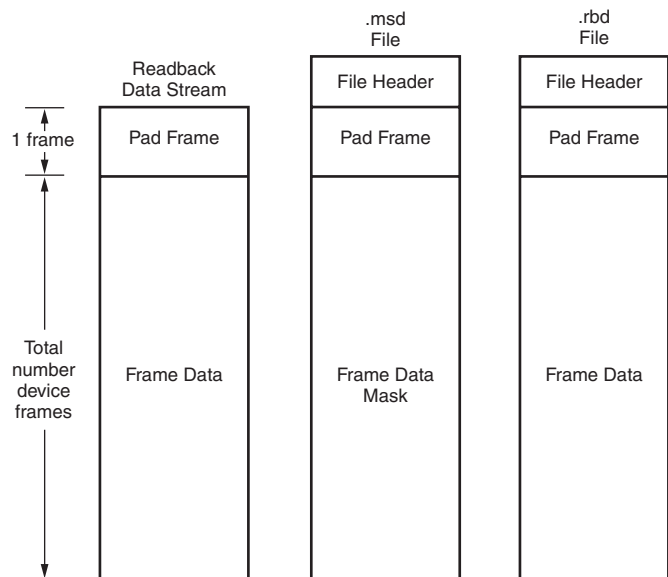 Readback
Data Stream
.msd
File
.rbd
File
File Header
File Header
1 frame
Pad Frame
Pad Frame
Pad Frame
Total
number
device
frames
Frame Data
Frame Data
Mask
Frame Data